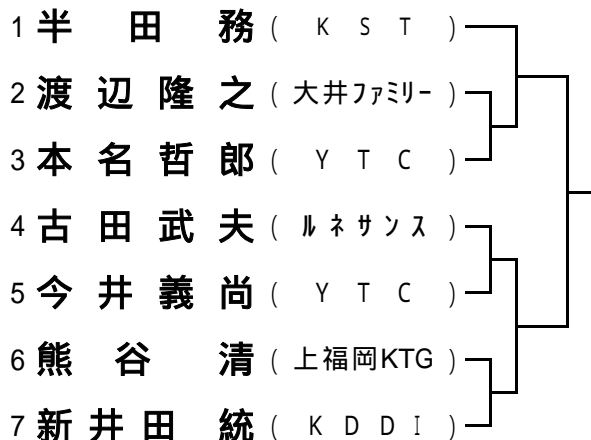 1 半田務 ( KST )
2 渡辺隆之 ( 大井ファミリー )
3 本名哲郎 ( YTC )
4 古田武夫 ( ルネサンス )
5 今井義尚 ( YTC )
6 熊谷清 ( 上福岡KTG )
7 新井田統 ( KDDI )